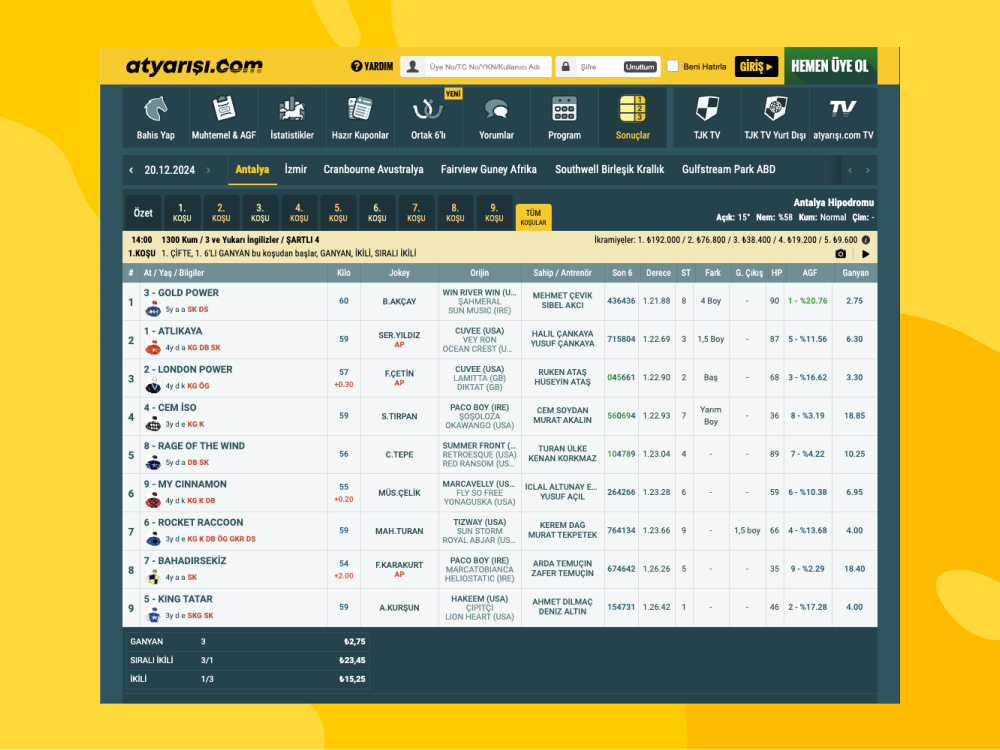 atyarışı.com
YARDIM
Üye No/TC No/YKN/Kullanıcı Adı
Şifre
Unuttum
Beni Hatırla
GİRİŞ
HEMEN ÜYE OL
YENİ
Bahis Yap
Muhtemel & AGF
İstatistikler
Hazır Kuponlar
Ortak 6'lı
Yorumlar
Program
Sonuçlar
TJK TV
TJK TV Yurt Dışı
atyarisi.com TV
20.12.2024
Antalya
İzmir
Cranbourne Avustralya
Fairview Guney Afrika
Southwell Birleşik Krallık
Gulfstream Park ABD
Özet
1. KOŞU
2. KOŞU
3. KOŞU
4. KOŞU
5. KOŞU
6. KOŞU
7. KOŞU
8. KOŞU
9. KOŞU
TÜM KOŞULAR
Antalya Hipodromu
Açık: 15° Nem: %58 Kum: Normal Çim: -
14:00 1300 Kum / 3 ve Yukarı İngilizler / ŞARTLI 4
İkramiyeler: 1. ₺192.000 / 2. ₺76.800 / 3. ₺38.400 / 4. ₺19.200 / 5. ₺9.600
1.KOŞU 1. ÇİFTE, 1. 6'LI GANYAN bu koşudan başlar, GANYAN, İKİLİ, SIRALI İKİLİ
# At / Yaş / Bilgiler Kilo Jokey Orijin Sahip / Antrenör Son 6 Derece ST Fark G. Çıkış HP AGF Ganyan
1 3 - GOLD POWER 5y a a SK DS 60 B.AKÇAY WIN RIVER WIN (U... ŞAHMERAL SUN MUSIC (IRE) MEHMET ÇEVİK SIBEL AKCI 436436 1.21.88 8 4 Boy - 90 1 - %20.76 2.75
2 1 - ATLIKAYA 4y d a KG DB SK 59 SER.YILDIZ AP CUVEE (USA) VEY RON OCEAN CREST (U... HALİL ÇANKAYA YUSUF ÇANKAYA 715804 1.22.69 3 1,5 Boy - 87 5 - %11.56 6.30
3 2 - LONDON POWER 4y d k KG ÖG 57 +0.30 F.ÇETİN AP CUVEE (USA) LAMITTA (GB) DIKTAT (GB) RUKEN ATAŞ HÜSEYIN ATAŞ 045661 1.22.90 2 Baş - 68 3 - %16.62 3.30
4 4 - CEM İSO 3y d e KG K 59 S.TIRPAN PACO BOY (IRE) ŞOŞOLOZA OKAWANGO (USA) CEM SOYDAN MURAT AKALIN 560694 1.22.93 7 Yarım Boy - 36 8 - %3.19 18.85
5 8 - RAGE OF THE WIND 5y d a DB SK 56 C.TEPE SUMMER FRONT (... RETROESQUE (USA) RED RANSOM (US... TURAN ÜLKE KENAN KORKMAZ 104789 1.23.04 4 - - 89 7 - %4.22 10.25
6 9 - MY CINNAMON 4y d k KG K DB 55 +0.20 MÜS.ÇELİK MARCAVELLY (US... FLY SO FREE YONAGUSKA (USA) ICLAL ALTUNAY E... YUSUF AÇIL 264266 1.23.28 6 - - 59 6 - %10.38 6.95
7 6 - ROCKET RACCOON 3y d e KG K DB ÖG GKR DS 59 MAH.TURAN TIZWAY (USA) SUN STORM ROYAL ABJAR (US... KEREM DAĞ MURAT TEKPETEK 764134 1.23.66 9 - 1,5 boy 66 4 - %13.68 4.00
8 7 - BAHADIRSEKİZ 4y a a SK 54 +2.00 F.KARAKURT AP PACO BOY (IRE) MARCATOBIANCA HELIOSTATIC (IRE) ARDA TEMUÇİN ZAFER TEMUÇİN 674642 1.26.26 5 - - 35 9 - %2.29 18.40
9 5 - KING TATAR 3y d e SKG SK 59 A.KURŞUN HAKEEM (USA) ÇIPITÇI LION HEART (USA) AHMET DILMAÇ DENIZ ALTIN 154731 1.26.42 1 - - 46 2 - %17.28 4.00
GANYAN 3 ₺2,75
SIRALI İKİLİ 3/1 ₺23,45
İKİLİ 1/3 ₺15,25